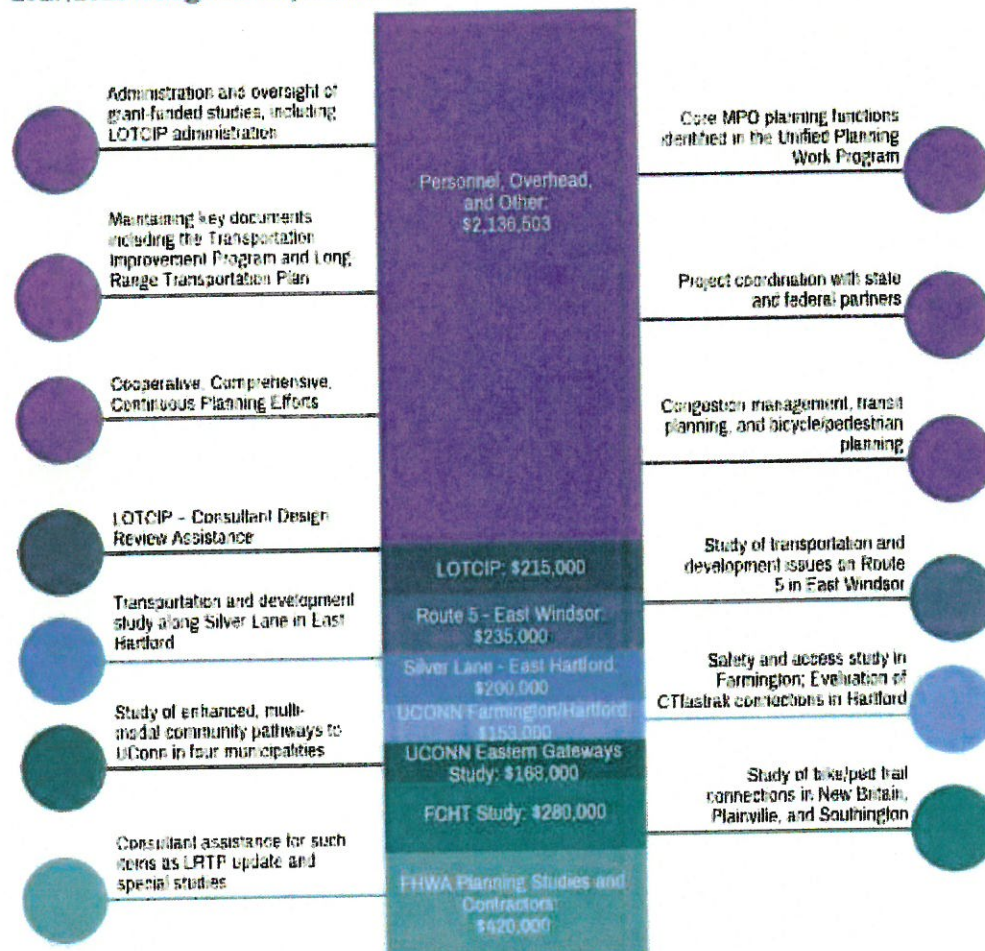 Administration and oversight of
grant-funded studies, including
LOTCIP administration
Maintaining key documents
including the Transportation
Improvement Program and Long
Range Transportation Plan
Cooperative, Comprehensive,
Continuous Planning Efforts
LOTCIP – Consultant Design
Review Assistance
Transportation and development
study along Silver Lane in East
Hartford
Study of enhanced, multi-
modal community pathways to
UConn in four municipalities
Consultant assistance for such
items as LRTP update and
special studies
Personnel, Overhead,
and Other:
$2,136,503
LOTCIP: $215,000
Route 5 - East Windsor:
$235,000
Silver Lane - East Hartford:
$200,000
UCONN Farmington/Hartford:
$153,000
UCONN Eastern Gateways
Study: $168,000
FCHT Study: $280,000
FHWA Planning Studies and
Contractors:
$420,000
Core MPO planning functions
identified in the Unified Planning
Work Program
Project coordination with state
and federal partners
Congestion management, transit
planning, and bicycle/pedestrian
planning
Study of transportation and
development issues on Route
5 in East Windsor
Safety and access study in
Farmington; Evaluation of
CTfastrak connections in Hartford
Study of bike/ped trail
connections in New Britain,
Plainville, and Southington